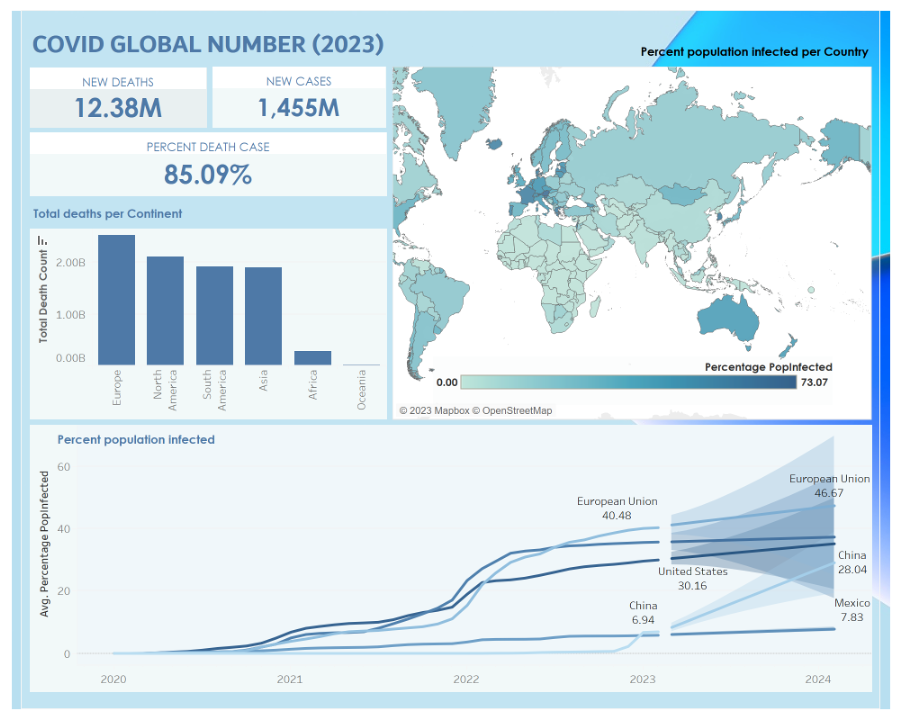 COVID GLOBAL NUMBER (2023)
Percent population infected per Country
NEW DEATHS
12.38M
NEW CASES
1,455M
PERCENT DEATH CASE
85.09%
Total deaths per Continent
Total Death Count
2.00B
1.00B
0.00B
Europe
North
America
South
America
Asia
Africa
Oceania
Percentage PopInfected
0.00
73.07
© 2023 Mapbox © OpenStreetMap
Percent population infected
Avg. Percentage PopInfected
60
40
20
0
European Union
40.48
European Union
46.67
United States
30.16
China
28.04
China
6.94
Mexico
7.83
2020
2021
2022
2023
2024